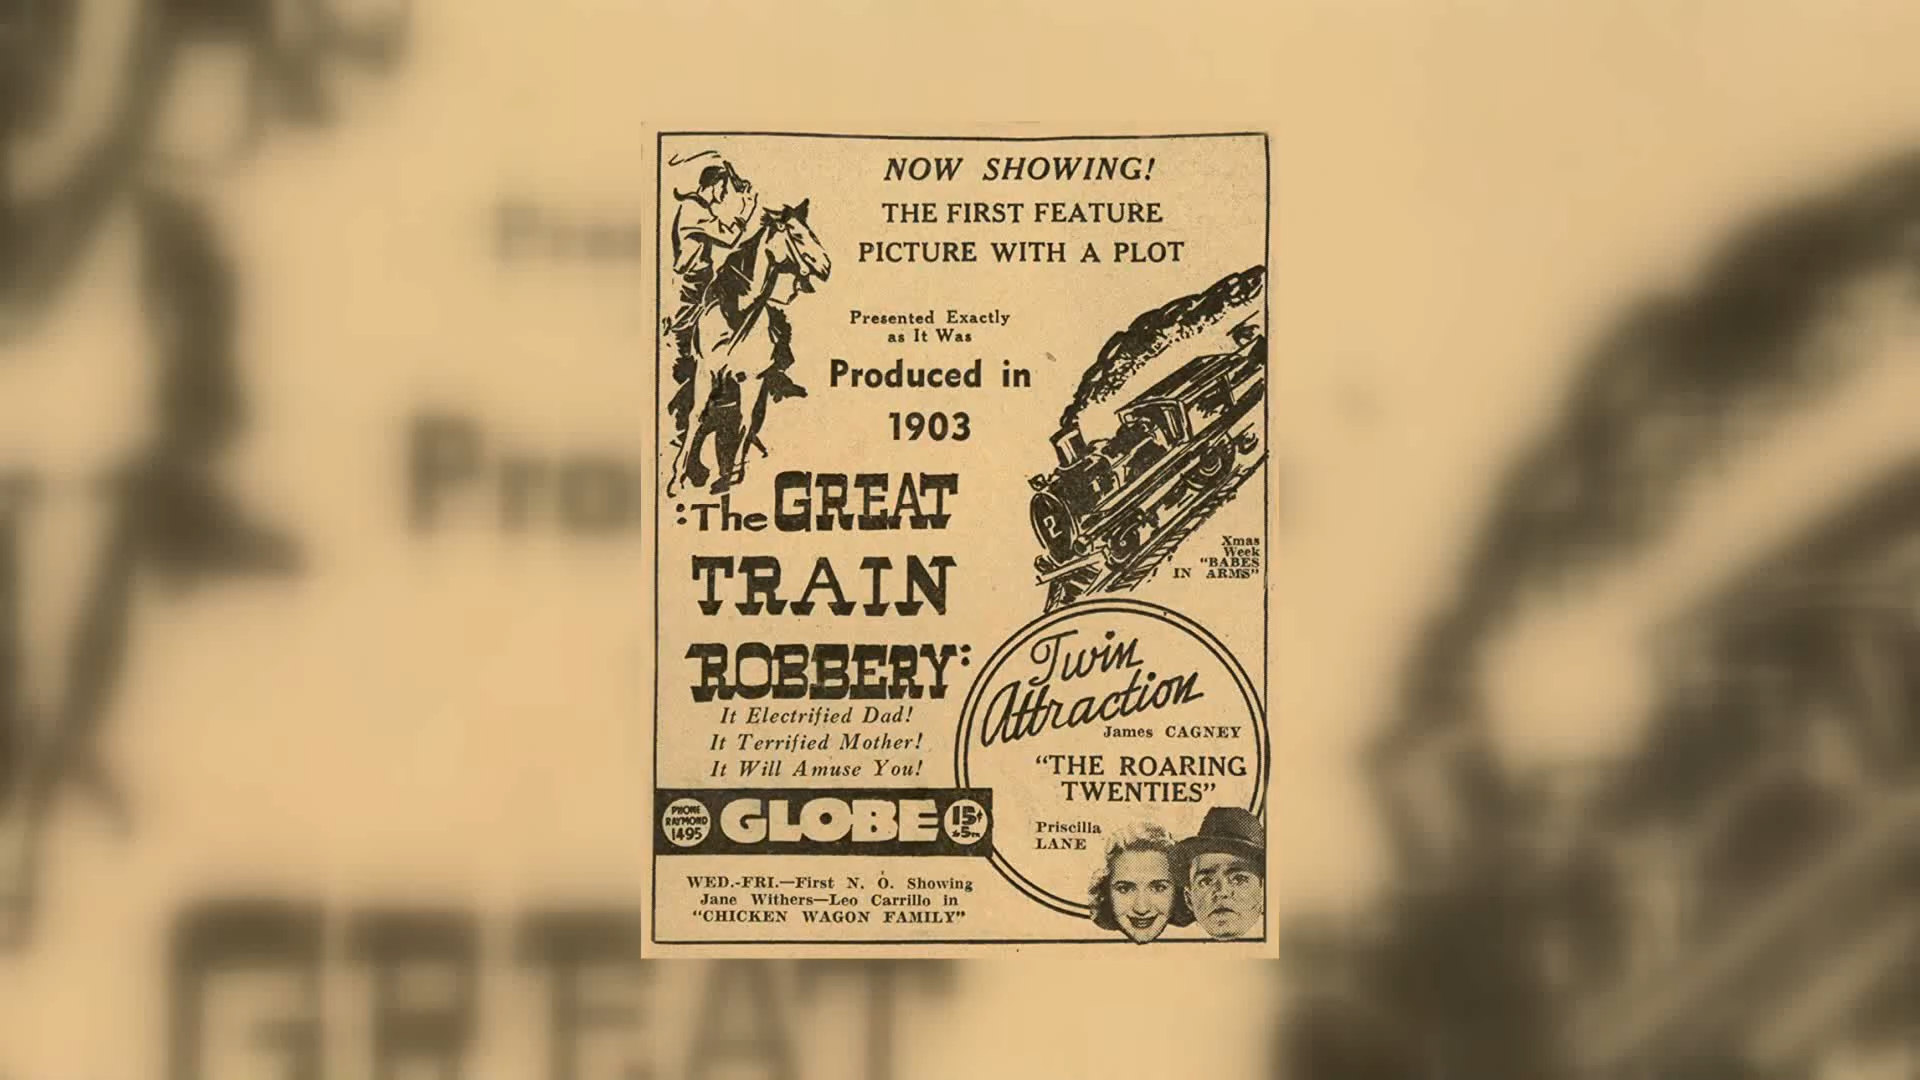 NOW SHOWING!
THE FIRST FEATURE
PICTURE WITH A PLOT
Presented Exactly
as It Was
Produced in
1903
:The GREAT
TRAIN
ROBBERY:
It Electrified Dad!
It Terrified Mother!
It Will Amuse You!
2
Xmas
Week
"BABES
IN ARMS"
Twin
Attraction
James CAGNEY
"THE ROARING
TWENTIES"
Priscilla
LANE
PHONE
RAYMOND
1495
GLOBE
15¢
WED.-FRI.—First N. O. Showing
Jane Withers—Leo Carrillo in
"CHICKEN WAGON FAMILY"